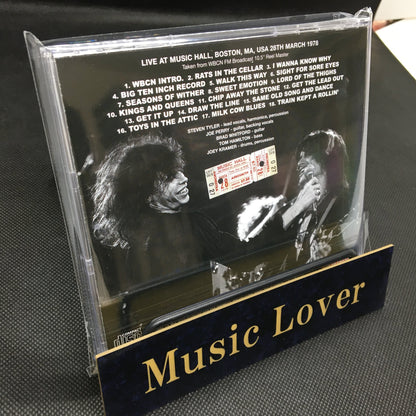 LIVE AT MUSIC HALL, BOSTON, MA, USA 28TH MARCH 1978
Taken from WBCN FM Broadcast 10.5" Reel Master
1. WBCN INTRO. 2. RATS IN THE CELLAR 3. I WANNA KNOW WHY
4. BIG TEN INCH RECORD 5. WALK THIS WAY 6. SIGHT FOR SORE EYES
7. SEASONS OF WITHER 8. SWEET EMOTION 9. LORD OF THE THIGHS
10. KINGS AND QUEENS 11. CHIP AWAY THE STONE 12. GET THE LEAD OUT
13. GET IT UP 14. DRAW THE LINE 15. SAME OLD SONG AND DANCE
16. TOYS IN THE ATTIC 17. MILK COW BLUES 18. TRAIN KEPT A ROLLIN'
STEVEN TYLER - lead vocals, harmonica, percussion
JOE PERRY - guitar, backing vocals
BRAD WHITFORD - guitar
TOM HAMILTON - bass
JOEY KRAMER - drums, percussion
MUSIC HALL
Music Lover